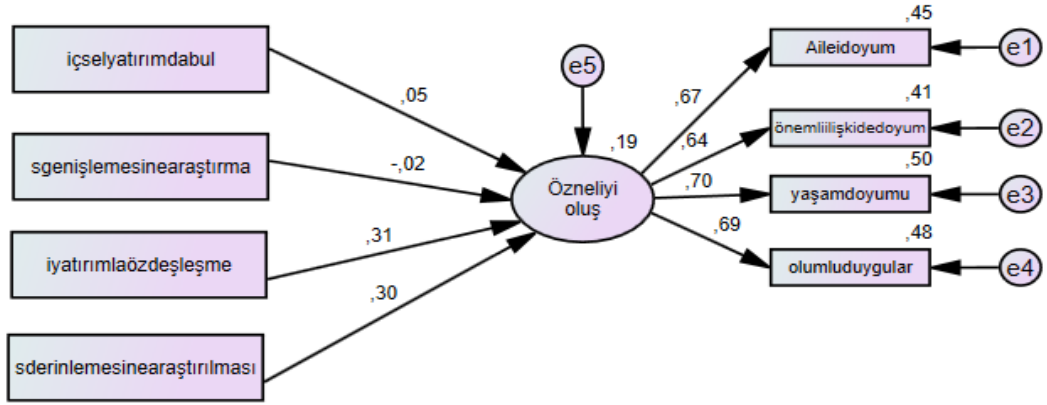 içselyatırımdabul
,05
sgenişlemesinearaştırma
-,02
iyatırımlaözdeşleşme
,31
sderinlemesinearaştırılması
,30
e5
,19
Özneliyi
oluş
,67
,64
,70
,69
,45
Aileidoyum
e1
,41
önemliilişkidedoyum
e2
,50
yaşamdoyumu
e3
,48
olumluduygular
e4